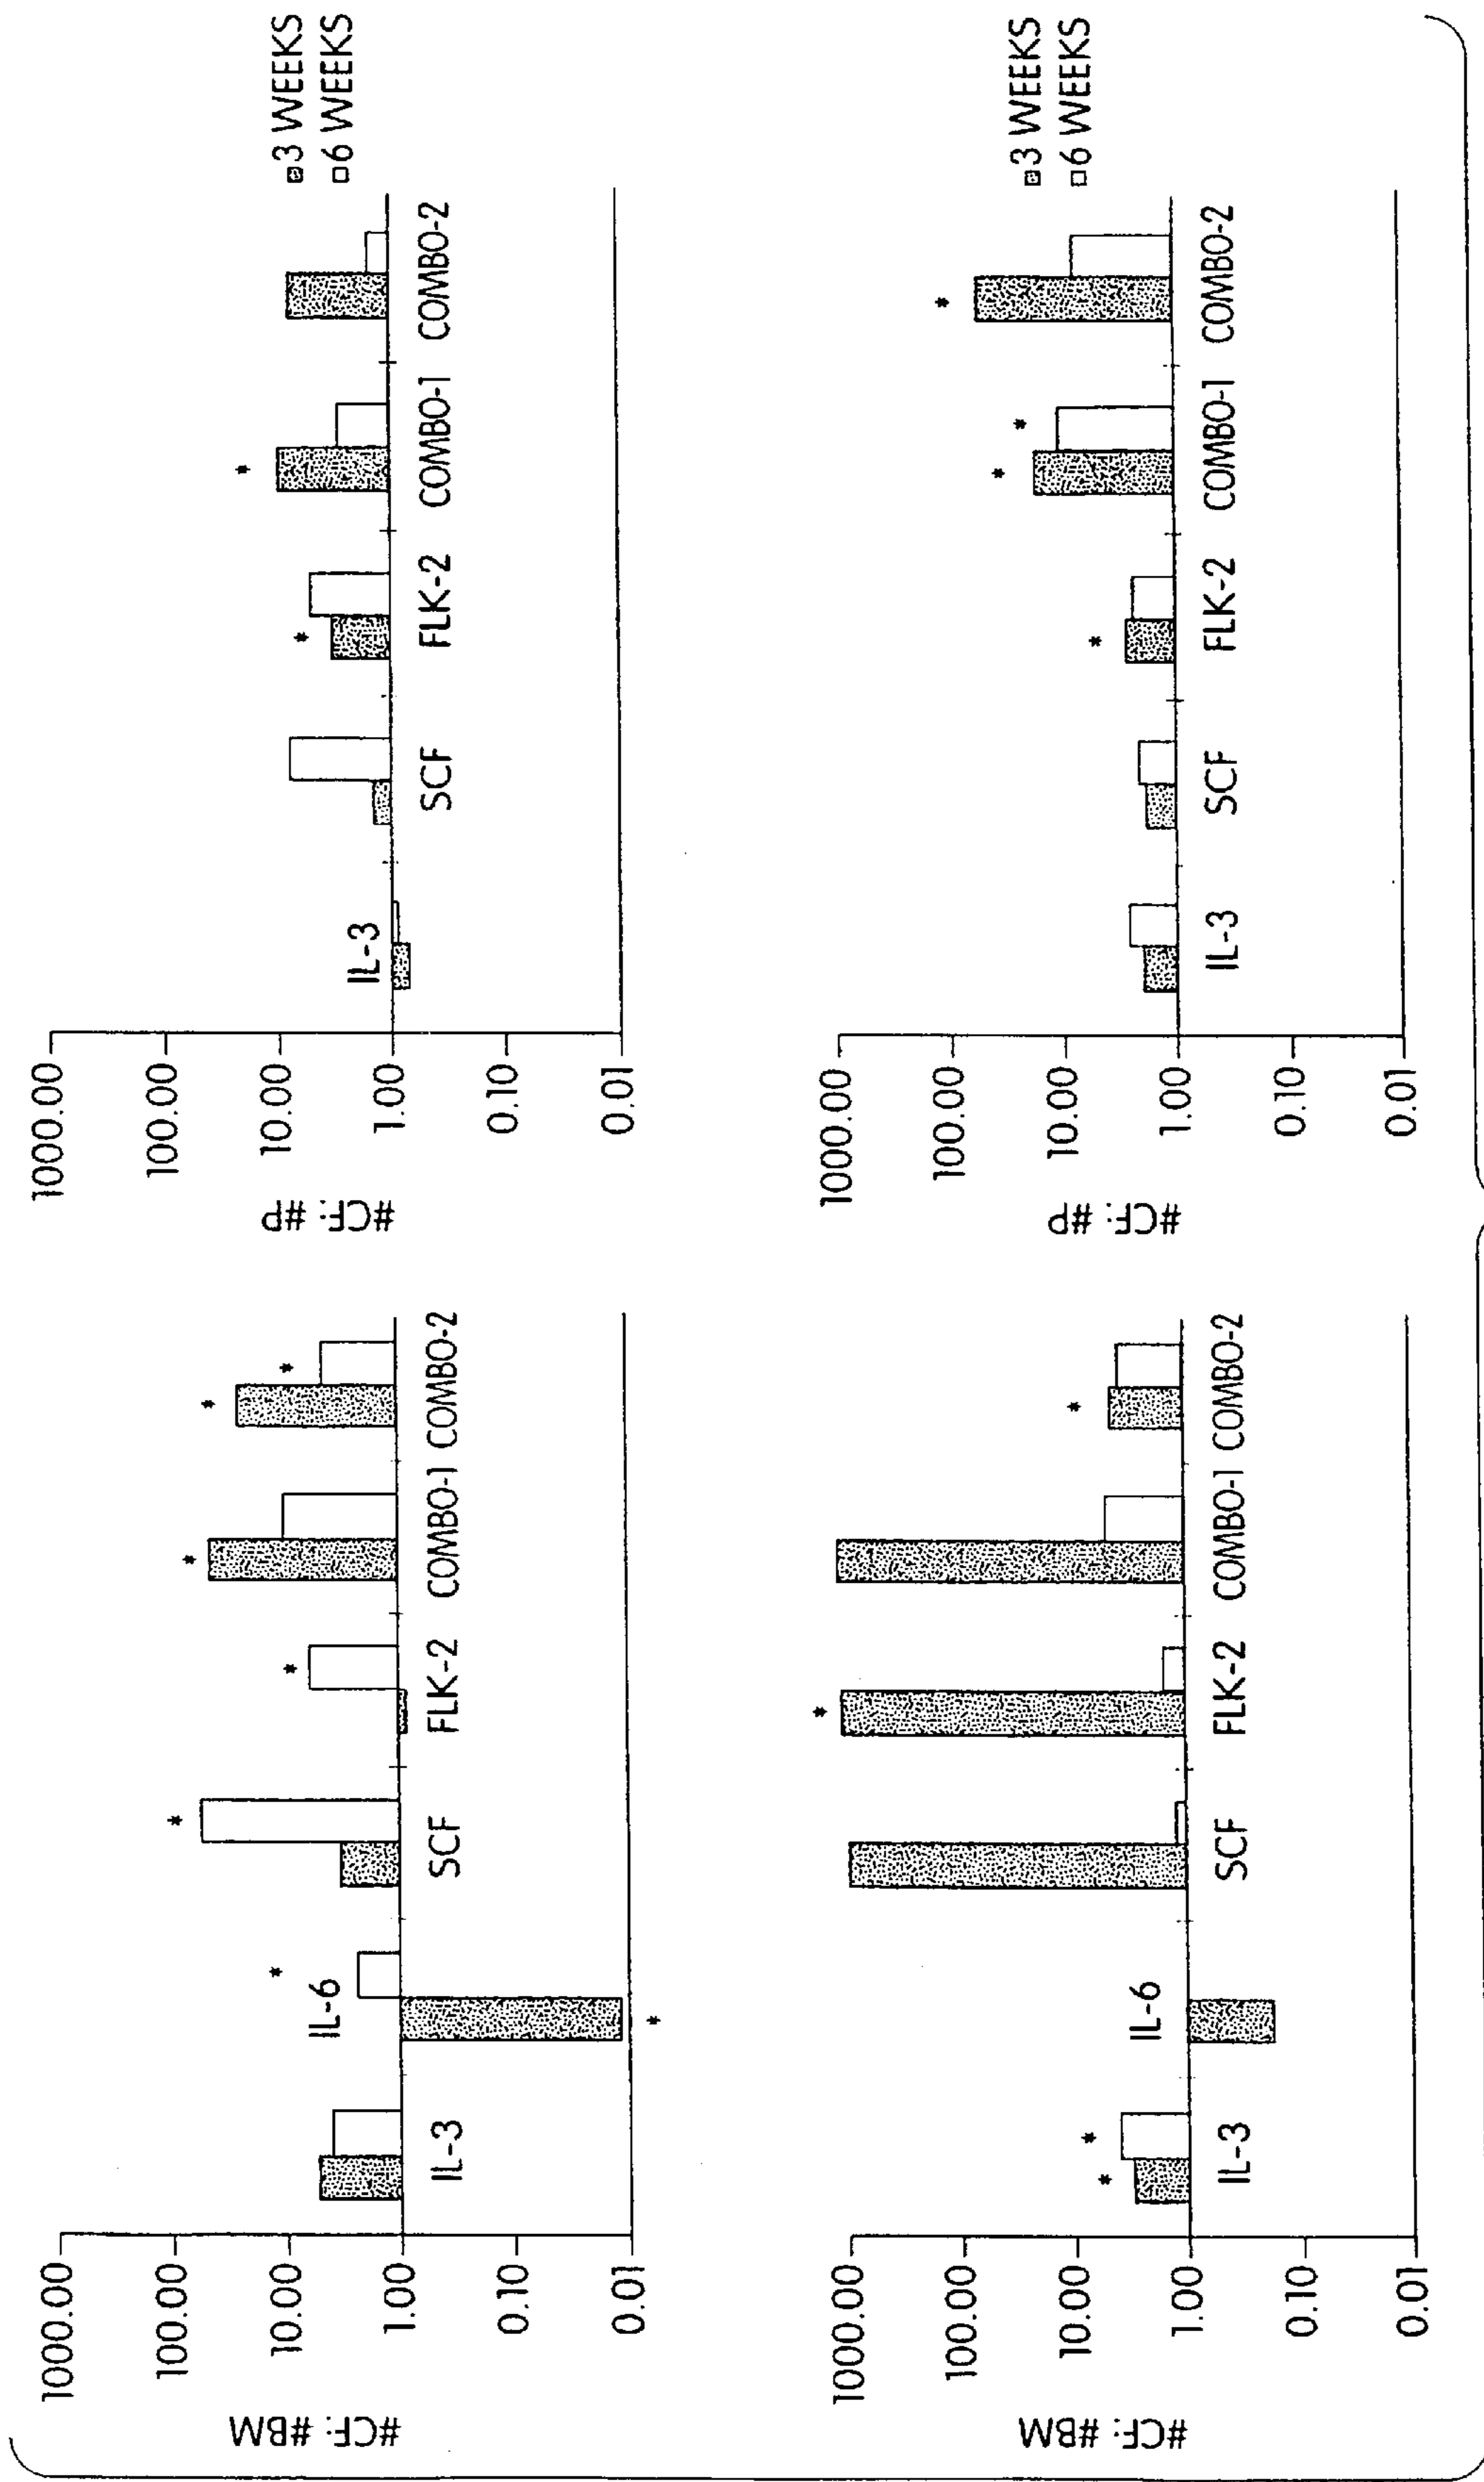 #CF: #BM
1000.00
100.00
10.00
1.00
0.10
0.01
IL-3
IL-6
SCF
FLK-2
COMBO-1
COMBO-2
*
*
*
*
*
*
*
#CF: #P
1000.00
100.00
10.00
1.00
0.10
0.01
IL-3
SCF
FLK-2
COMBO-1
COMBO-2
*
*
3 WEEKS
6 WEEKS
#CF: #BM
1000.00
100.00
10.00
1.00
0.10
0.01
IL-3
IL-6
SCF
FLK-2
COMBO-1
COMBO-2
*
*
*
*
#CF: #P
1000.00
100.00
10.00
1.00
0.10
0.01
IL-3
SCF
FLK-2
COMBO-1
COMBO-2
*
*
*
*
3 WEEKS
6 WEEKS